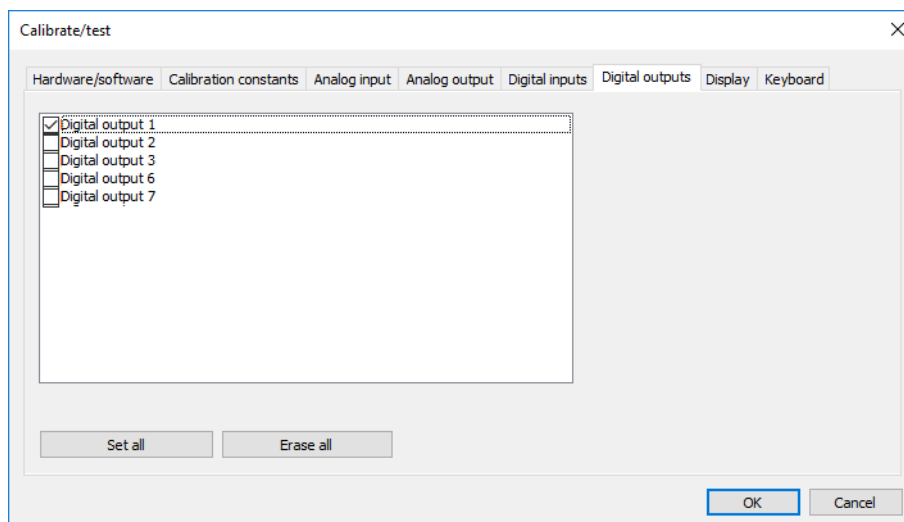 Calibrate/test
Hardware/software Calibration constants Analog input Analog output Digital inputs Digital outputs Display Keyboard
Digital output 1
Digital output 2
Digital output 3
Digital output 6
Digital output 7
Set all Erase all
OK Cancel